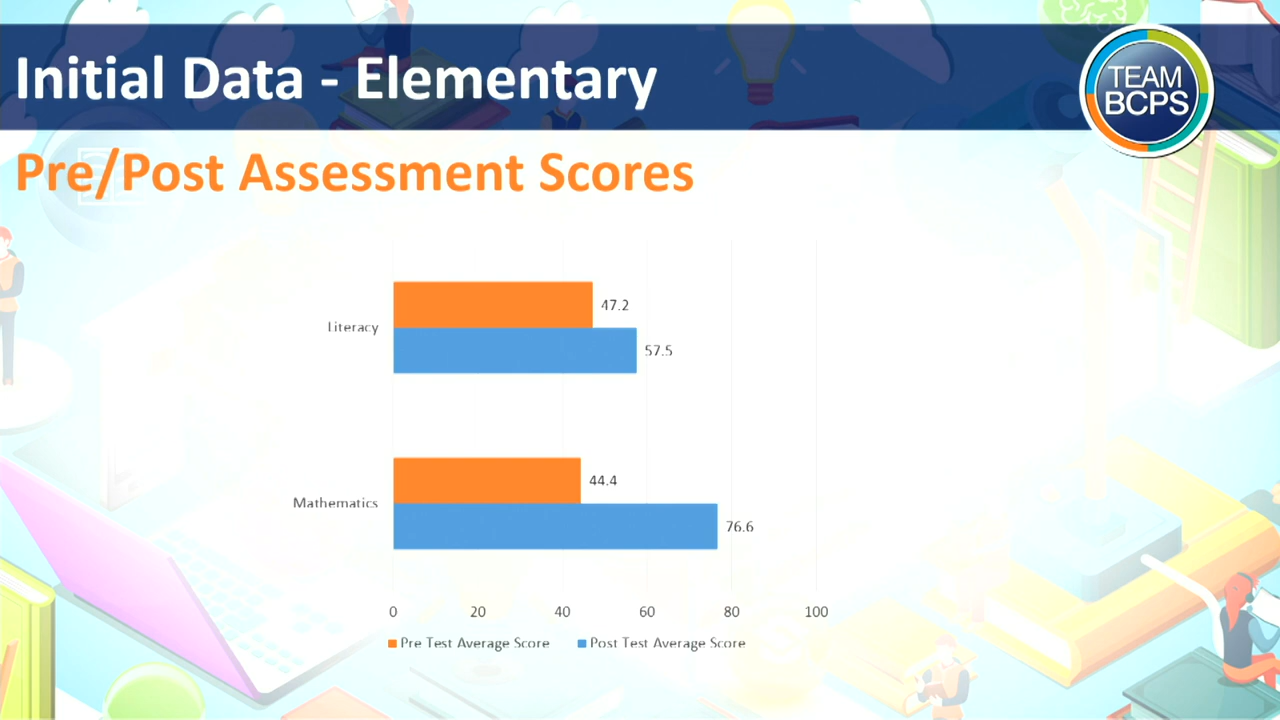 Initial Data - Elementary
TEAM
BCPS
Pre/Post Assessment Scores
Literacy
47.2
57.5
Mathematics
44.4
76.6
0 20 40 60 80 100
Pre Test Average Score Post Test Average Score